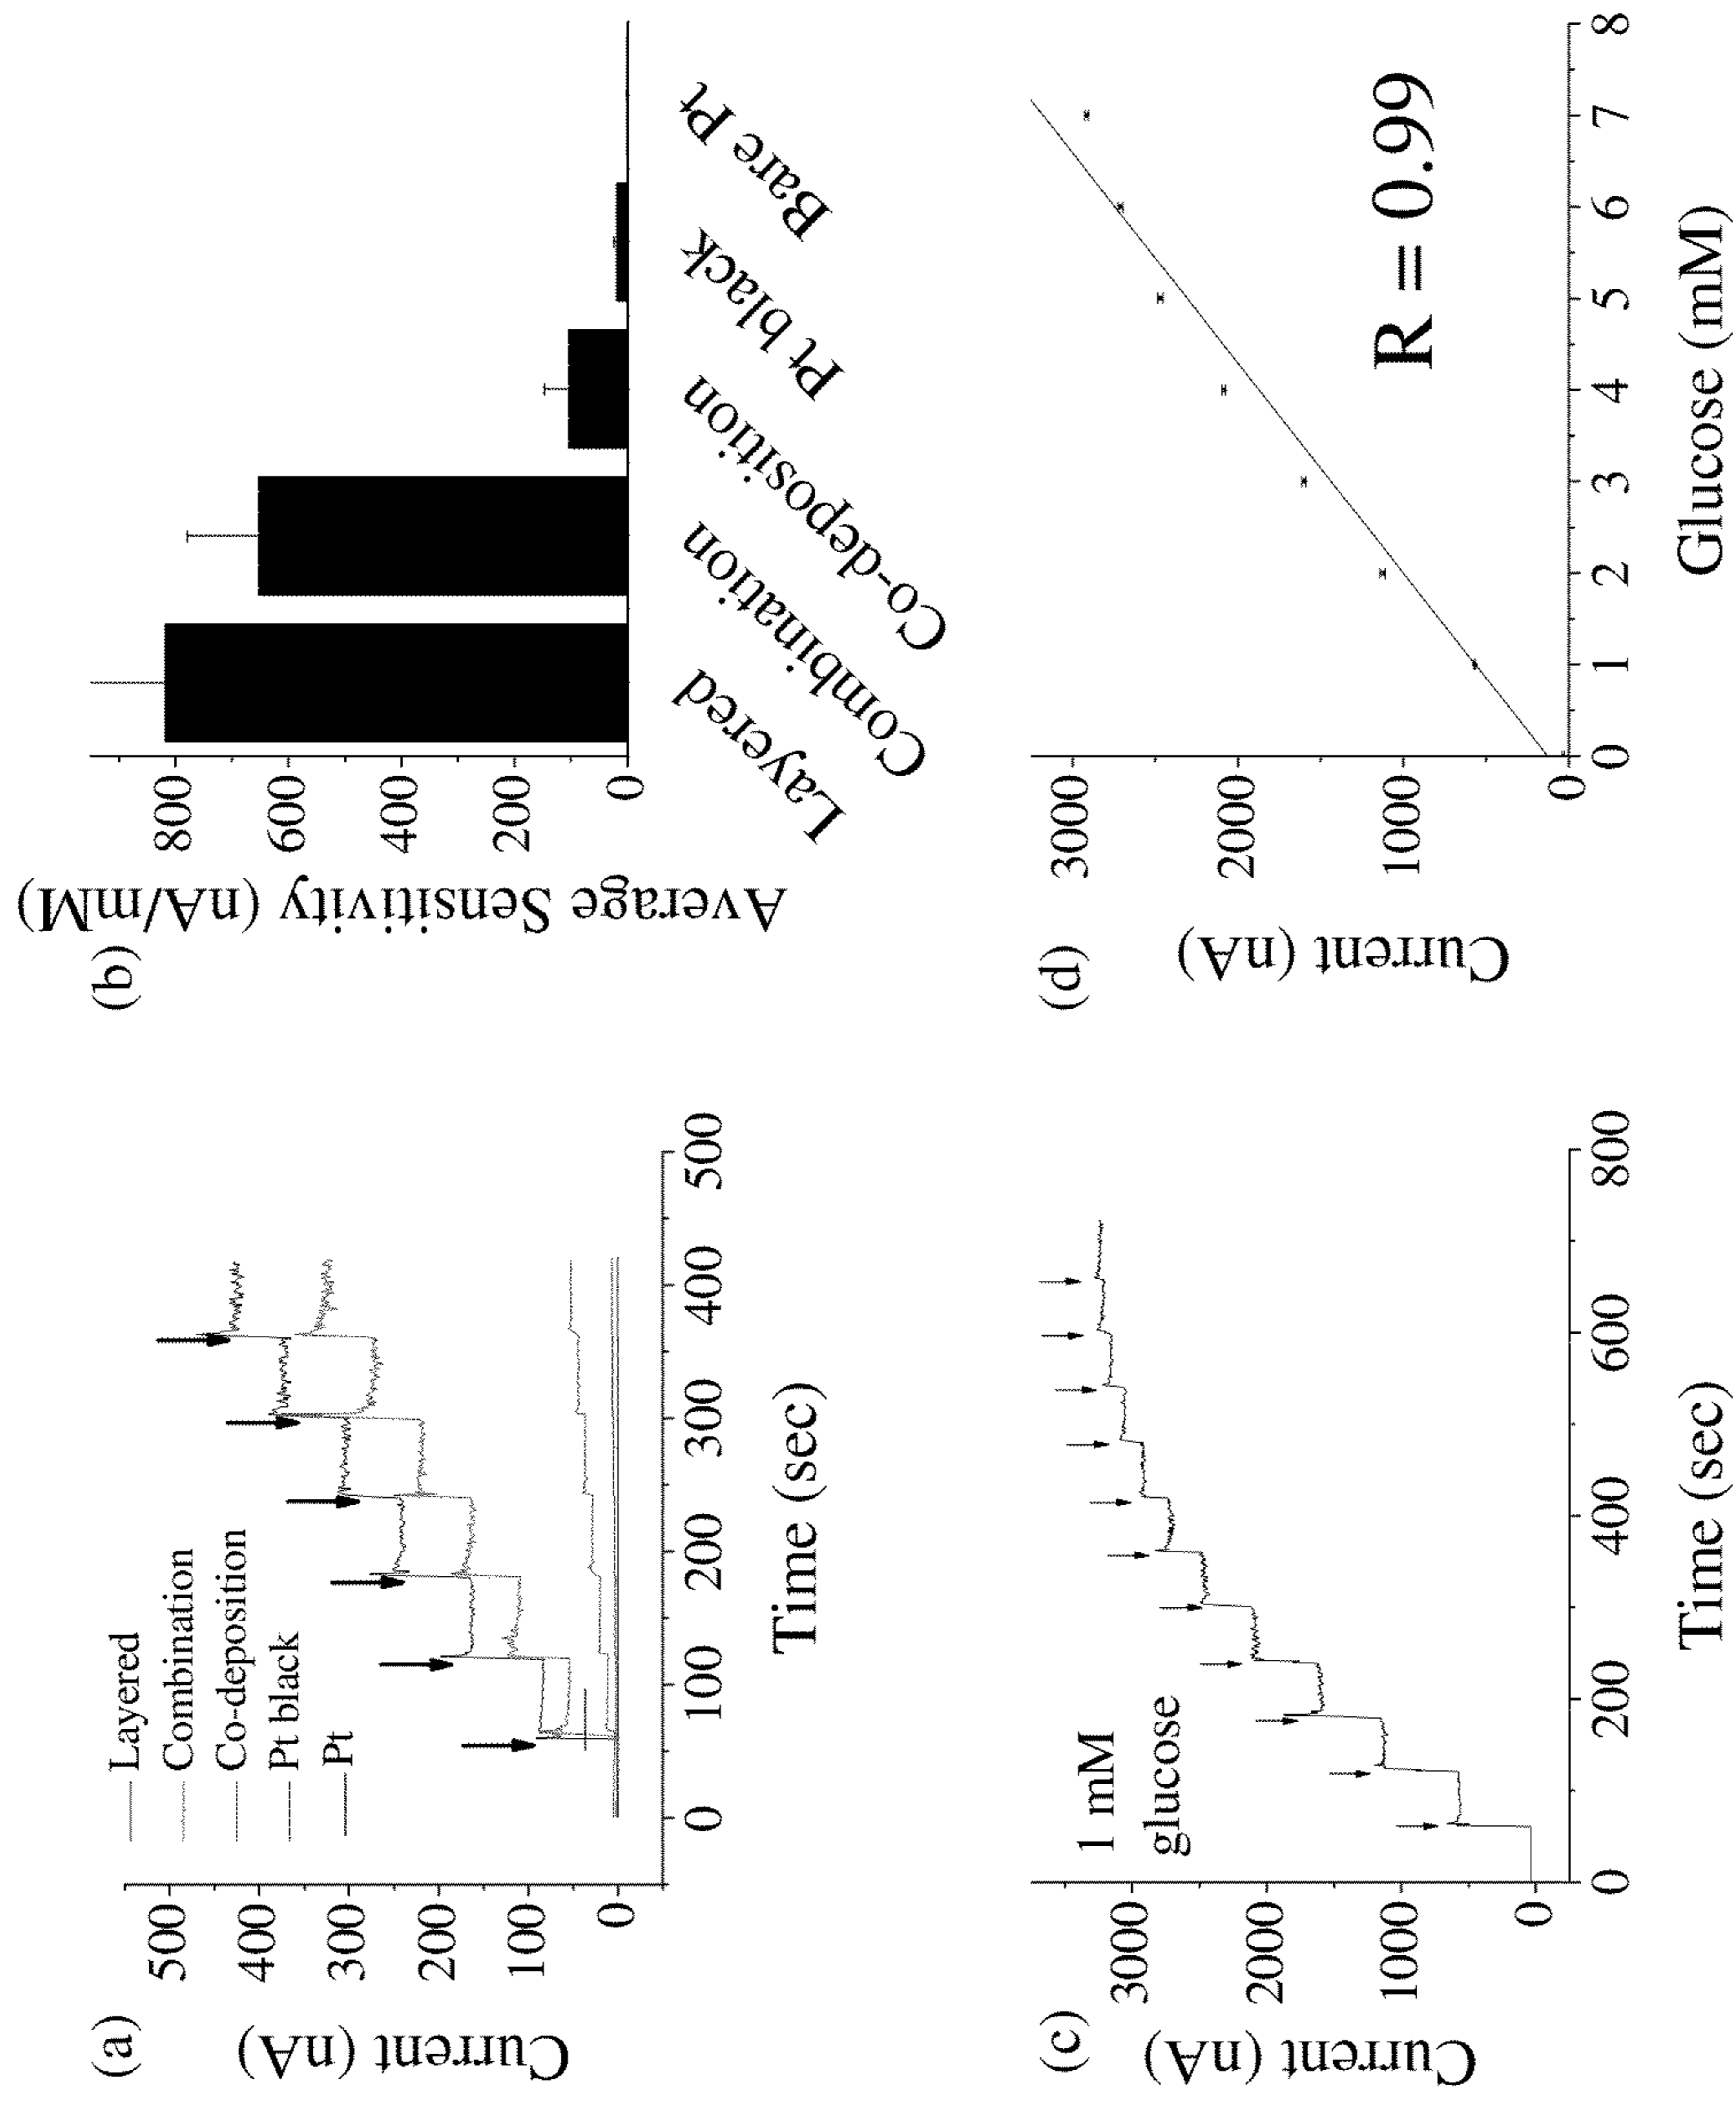 (a)
Current (nA)
500
400
300
200
100
0
Layered
Combination
Co-deposition
Pt black
Pt
0
100
200
300
400
500
Time (sec)
(b)
Average Sensitivity (nA/mM)
800
600
400
200
0
Layered
Combination
Co-deposition
Pt black
Bare Pt
(c)
Current (nA)
3000
2000
1000
0
1 mM
glucose
0
200
400
600
800
Time (sec)
(d)
Current (nA)
3000
2000
1000
0
R = 0.99
0
1
2
3
4
5
6
7
8
Glucose (mM)